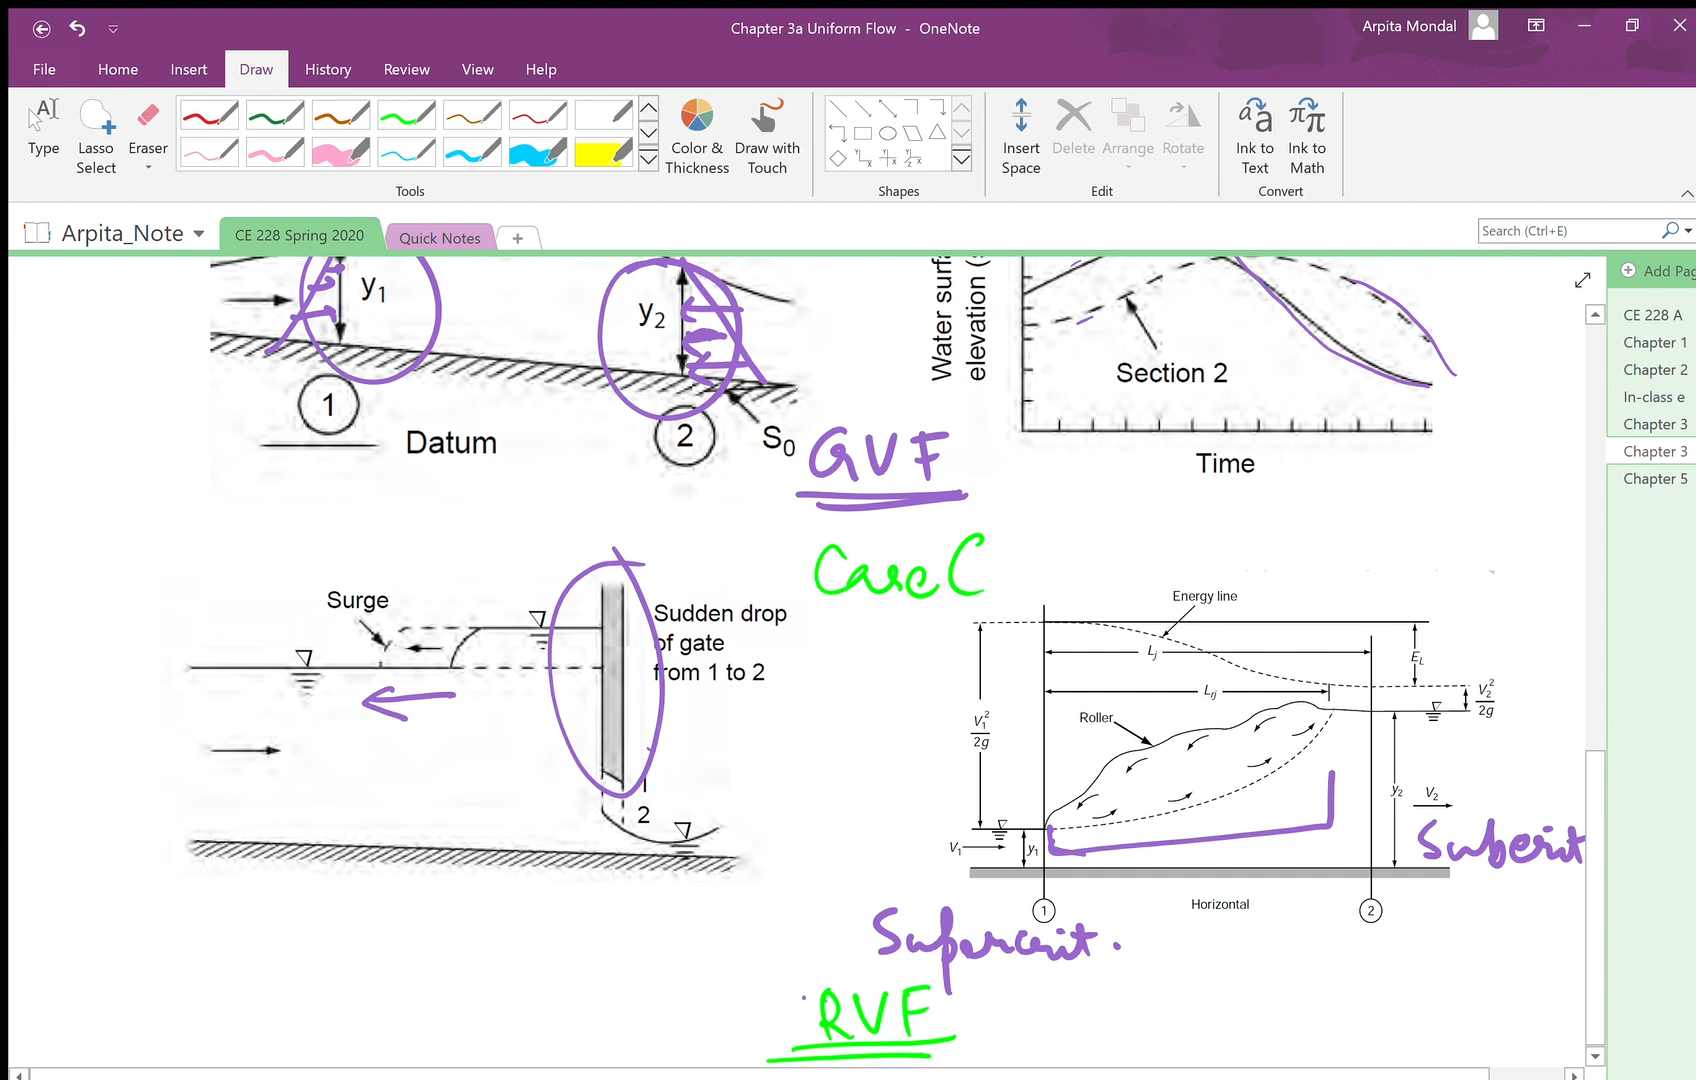 Chapter 3a Uniform Flow - OneNote
Arpita Mondal
File Home Insert Draw History Review View Help
Type
Lasso Select
Eraser
Color & Thickness
Draw with Touch
Insert Space
Delete
Arrange
Rotate
Ink to Text
Ink to Math
Tools
Shapes
Edit
Convert
Arpita_Note
CE 228 Spring 2020
Quick Notes
Search (Ctrl+E)
Add Pag
CE 228 A
Chapter 1
Chapter 2
In-class e
Chapter 3
Chapter 3
Chapter 5
y1
y2
1
2
Datum
S0
GVF
Water surfa
elevation (
Section 2
Time
Case C
Surge
Sudden drop
of gate
from 1 to 2
1
2
Energy line
Lj
EL
Lrj
V2²
2g
V1²
2g
Roller
y2
V2
V1
y1
Subcrit
1
Horizontal
2
Supercrit.
RVF